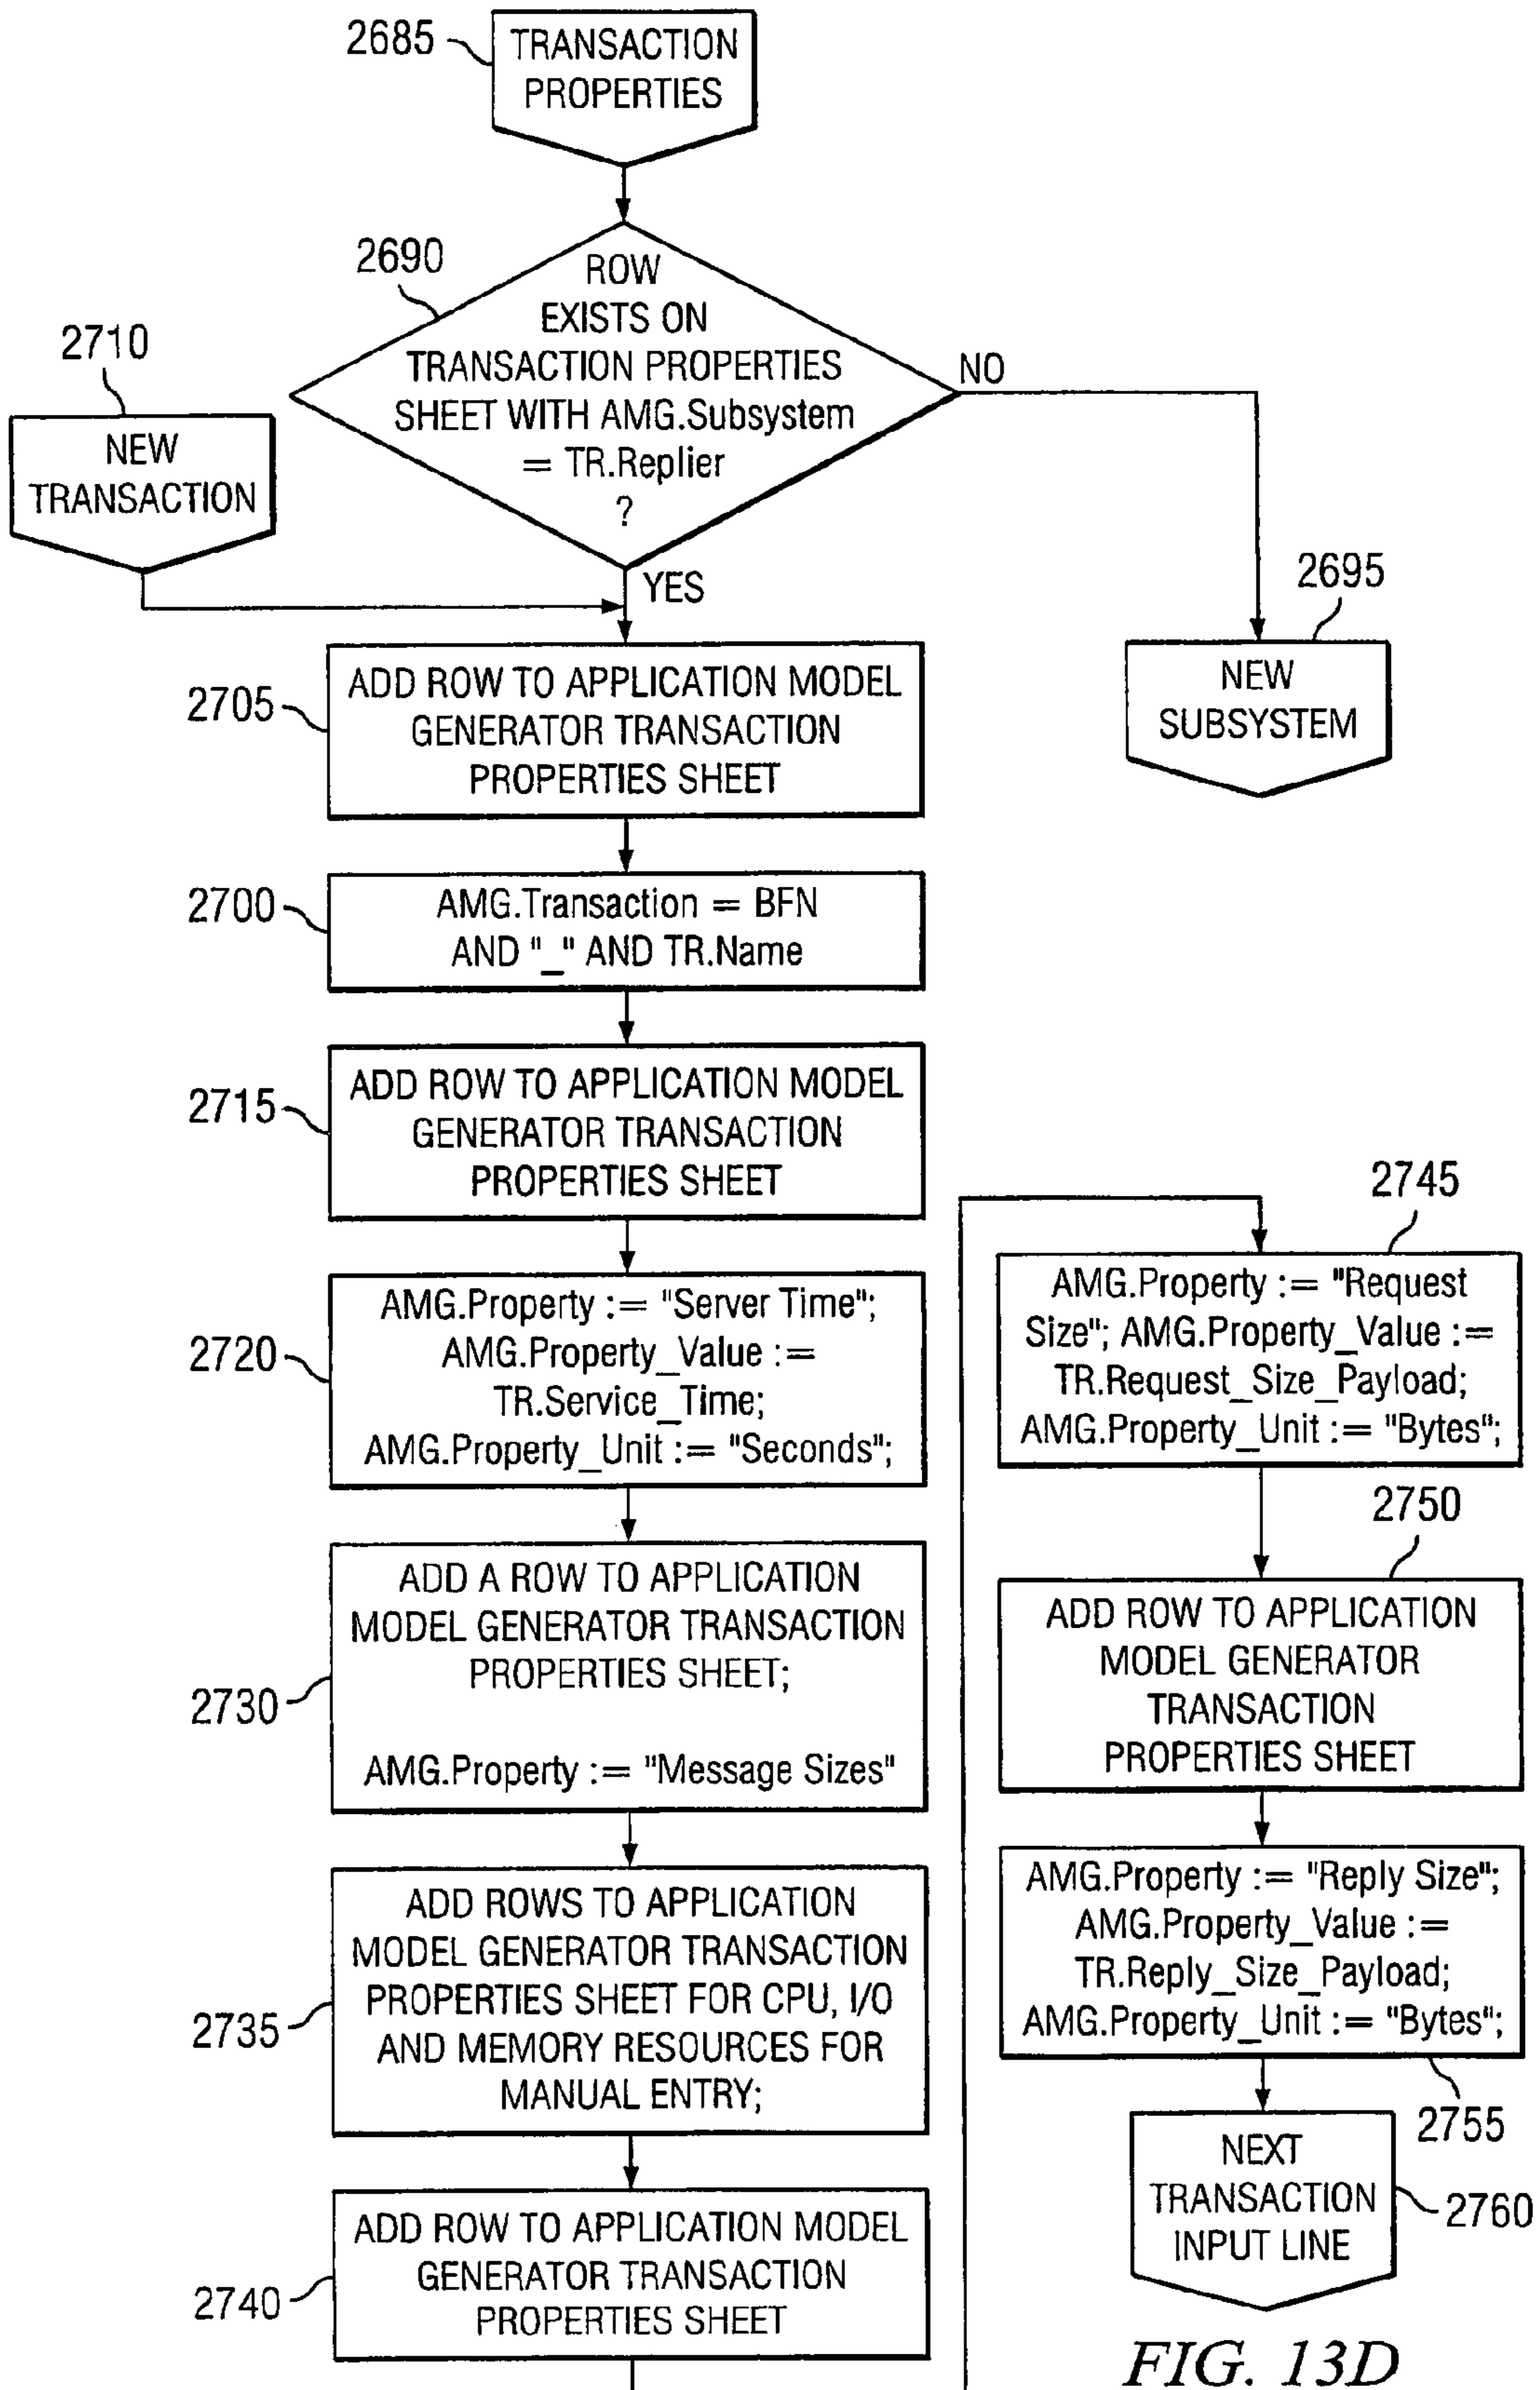 2685
TRANSACTION
PROPERTIES
2690
ROW
EXISTS ON
TRANSACTION PROPERTIES
SHEET WITH AMG.Subsystem
= TR.Replier
?
NO
2710
NEW
TRANSACTION
YES
2695
NEW
SUBSYSTEM
2705
ADD ROW TO APPLICATION MODEL
GENERATOR TRANSACTION
PROPERTIES SHEET
2700
AMG.Transaction = BFN
AND "_" AND TR.Name
2715
ADD ROW TO APPLICATION MODEL
GENERATOR TRANSACTION
PROPERTIES SHEET
2720
AMG.Property := "Server Time";
AMG.Property_Value :=
TR.Service_Time;
AMG.Property_Unit := "Seconds";
2730
ADD A ROW TO APPLICATION
MODEL GENERATOR TRANSACTION
PROPERTIES SHEET;
AMG.Property := "Message Sizes"
2735
ADD ROWS TO APPLICATION
MODEL GENERATOR TRANSACTION
PROPERTIES SHEET FOR CPU, I/O
AND MEMORY RESOURCES FOR
MANUAL ENTRY;
2740
ADD ROW TO APPLICATION MODEL
GENERATOR TRANSACTION
PROPERTIES SHEET
2745
AMG.Property := "Request
Size"; AMG.Property_Value :=
TR.Request_Size_Payload;
AMG.Property_Unit := "Bytes";
2750
ADD ROW TO APPLICATION
MODEL GENERATOR
TRANSACTION
PROPERTIES SHEET
AMG.Property := "Reply Size";
AMG.Property_Value :=
TR.Reply_Size_Payload;
AMG.Property_Unit := "Bytes";
2755
NEXT
TRANSACTION
INPUT LINE
2760
FIG. 13D